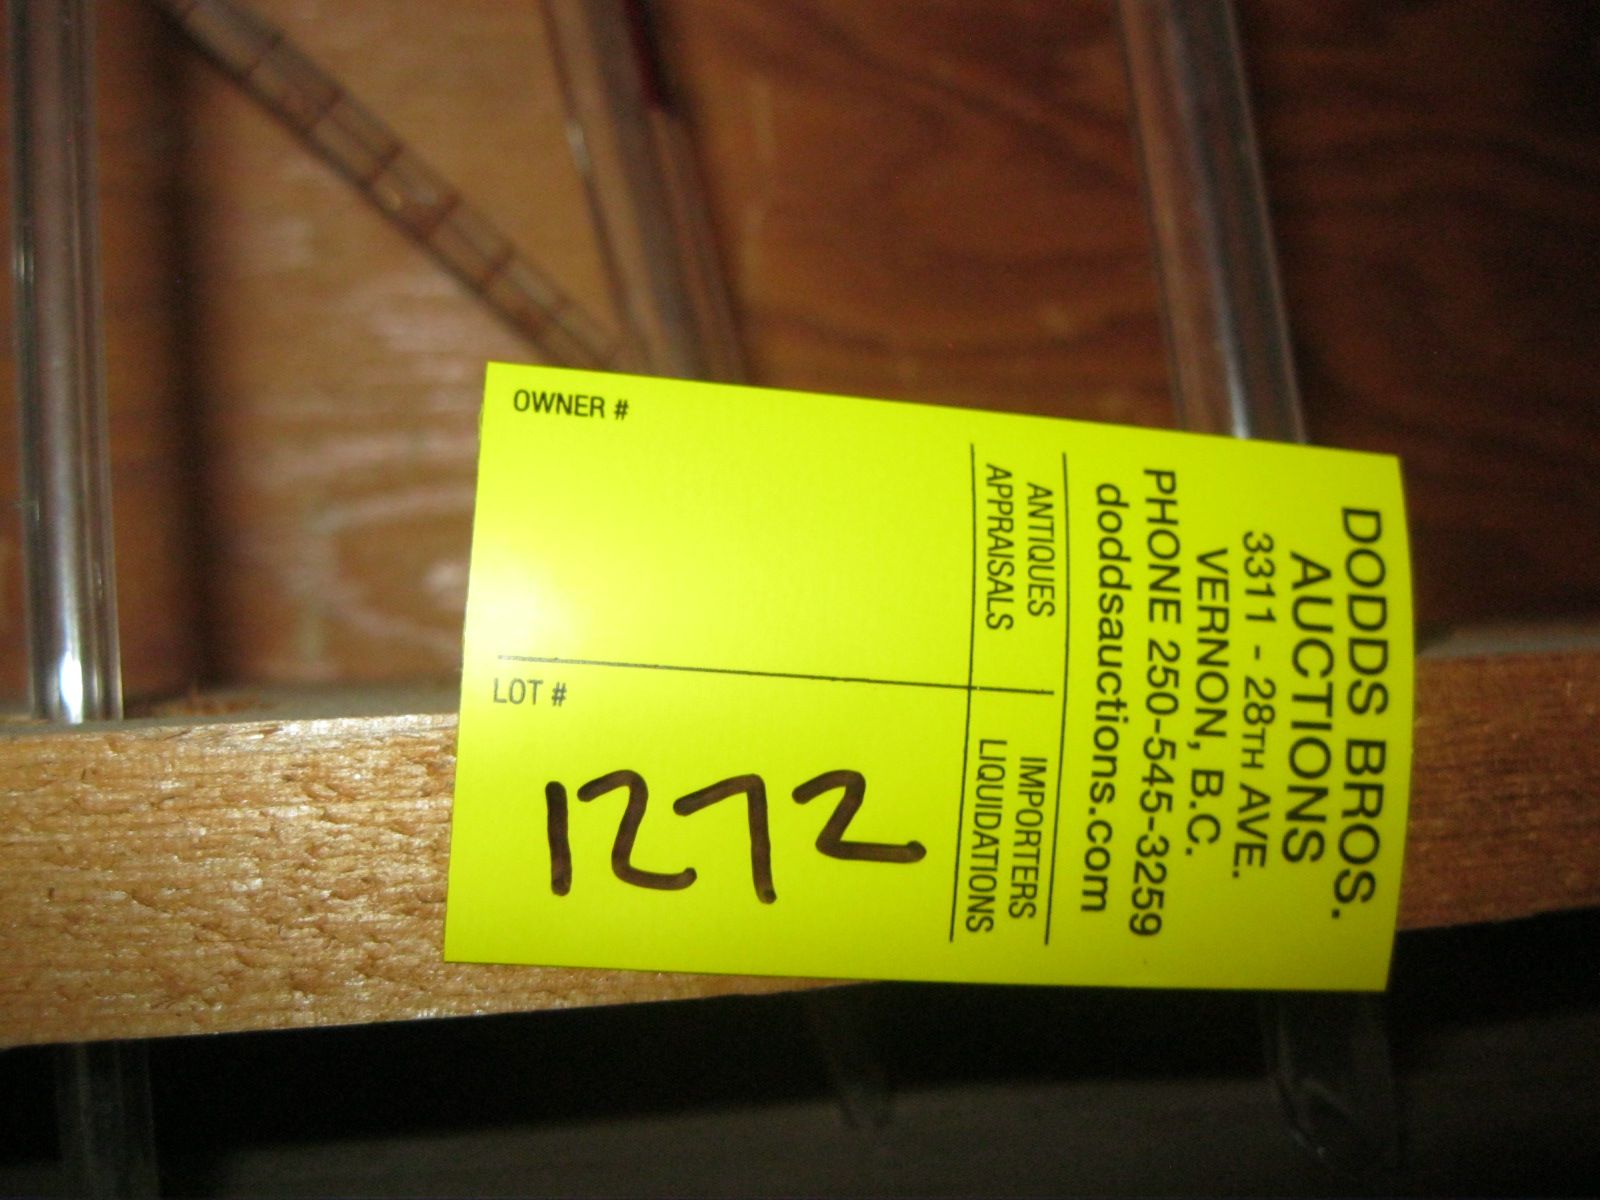 DODDS BROS.
AUCTIONS
3311 - 28TH AVE.
VERNON, B.C.
PHONE 250-545-3259
doddsauctions.com
ANTIQUES
APPRAISALS
IMPORTERS
LIQUIDATIONS
OWNER #
LOT #
1272